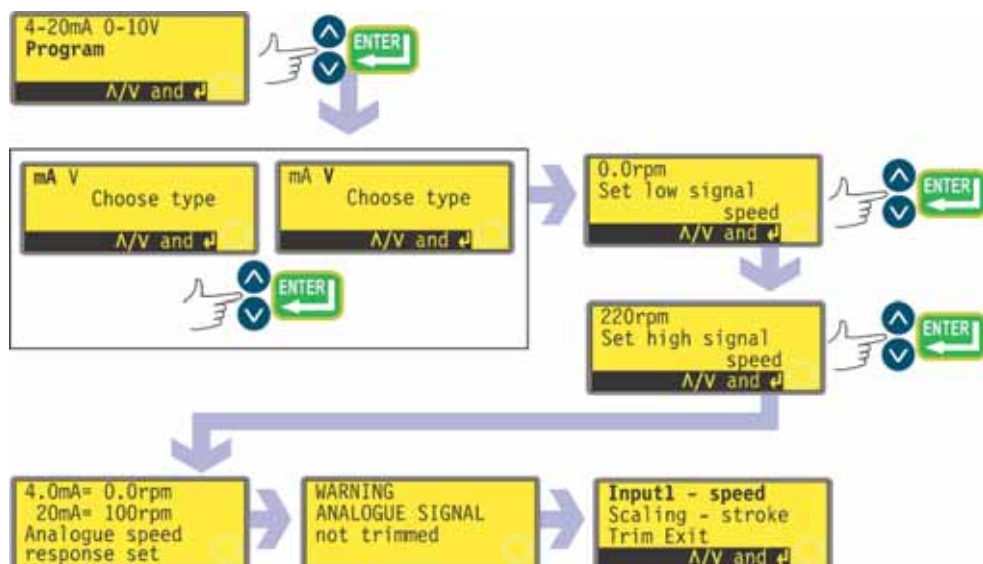 4-20mA 0-10V
Program
Λ/V and ↵
ENTER
mA V
Choose type
Λ/V and ↵
mA V
Choose type
Λ/V and ↵
ENTER
0.0rpm
Set low signal
speed
Λ/V and ↵
ENTER
220rpm
Set high signal
speed
Λ/V and ↵
ENTER
4.0mA= 0.0rpm
20mA= 100rpm
Analogue speed
response set
WARNING
ANALOGUE SIGNAL
not trimmed
Input1 - speed
Scaling - stroke
Trim Exit
Λ/V and ↵